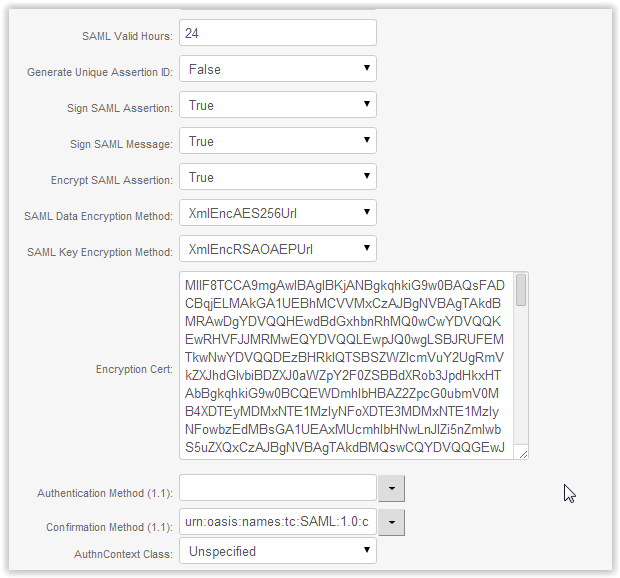 SAML Valid Hours: 24
Generate Unique Assertion ID: False
Sign SAML Assertion: True
Sign SAML Message: True
Encrypt SAML Assertion: True
SAML Data Encryption Method: XmlEncAES256Url
SAML Key Encryption Method: XmlEncRSAOAEPUrl
Encryption Cert:
MIIF8TCCA9mgAwIBAgIBKjANBgkqhkiG9w0BAQsFAD
CBqjELMAkGA1UEBhMCVVMxCzAJBgNVBAgTAkdB
MRAwDgYDVQQHEwdBdGxhbnRhMQ0wCwYDVQQK
EwRHVFJJMRMwEQYDVQQLEwpJQ0wgLSBJRUFEM
TkwNwYDVQQDEzBHRklQTSBSZWZlcmVuY2UgRmV
kZXJhdGlvbiBDZXJ0aWZpY2F0ZSBBdXRob3JpdHkxHT
AbBgkqhkiG9w0BCQEWDmhlbHBAZ2ZpcG0ubmV0M
B4XDTEyMDMxNTE1MzIyNFoXDTE3MDMxNTE1MzIy
NFowbzEdMBsGA1UEAxMUcmhlbHNwLnJlZi5nZmlwb
S5uZXQxCzAJBgNVBAgTAkdBMQswCQYDVQQGEwJ
Authentication Method (1.1):
Confirmation Method (1.1): urn:oasis:names:tc:SAML:1.0:c
AuthnContext Class: Unspecified